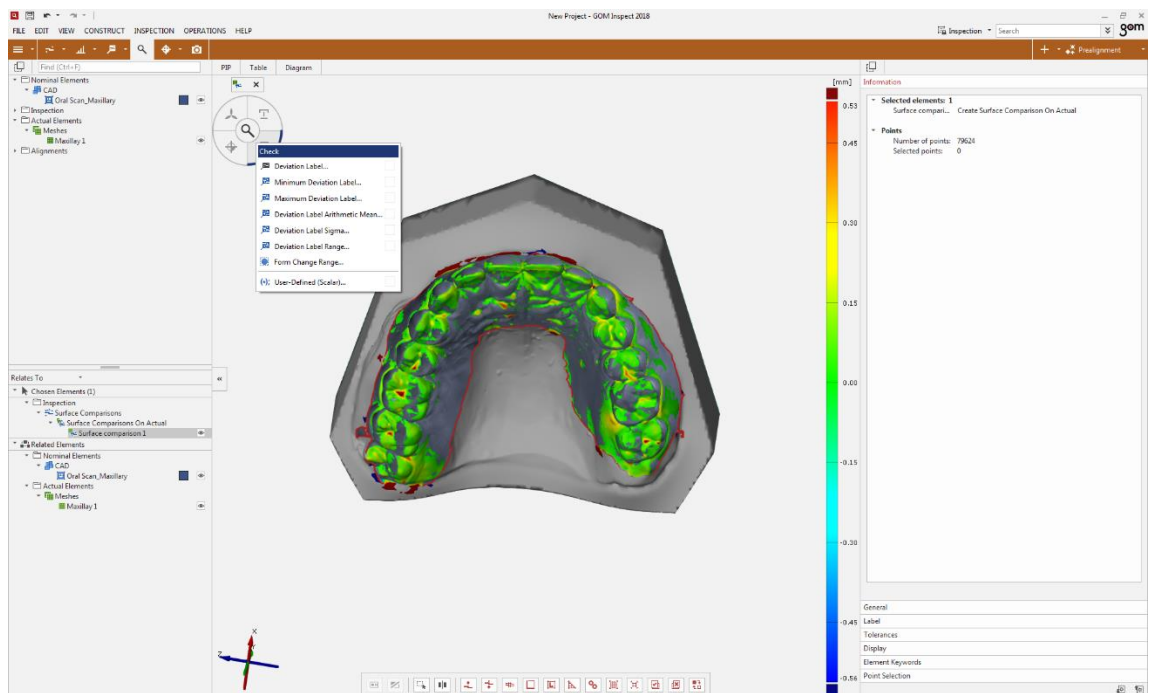 New Project - GOM Inspect 2018
FILE EDIT VIEW CONSTRUCT INSPECTION OPERATIONS HELP
Inspection
Search
gom
Prealignment
Find (Ctrl+F)
PIP Table Diagram
Nominal Elements
CAD
Oral Scan_Maxillary
Inspection
Actual Elements
Meshes
Maxillay 1
Alignments
Check
Deviation Label...
Minimum Deviation Label...
Maximum Deviation Label...
Deviation Label Arithmetic Mean...
Deviation Label Sigma...
Deviation Label Range...
Form Change Range...
User-Defined (Scalar)...
[mm]
0.53
0.45
0.30
0.15
0.00
-0.15
-0.30
-0.45
-0.56
Information
Selected elements: 1
Surface compari... Create Surface Comparison On Actual
Points
Number of points: 79624
Selected points: 0
Relates To
Chosen Elements (1)
Inspection
Surface Comparisons
Surface Comparisons On Actual
Surface comparison 1
Related Elements
Nominal Elements
CAD
Oral Scan_Maxillary
Actual Elements
Meshes
Maxillay 1
X
Y
Z
General
Label
Tolerances
Display
Element Keywords
Point Selection